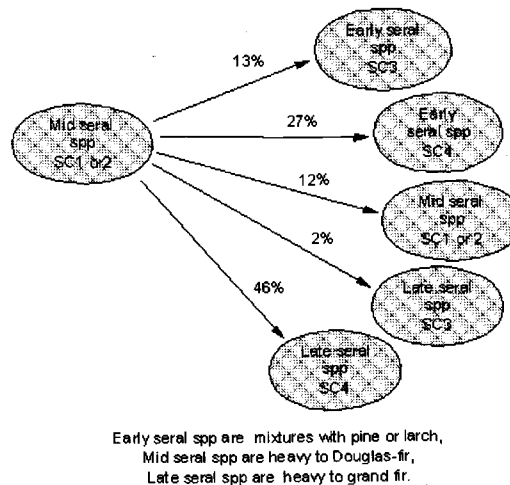 Early seral
spp
SC3
13%
Mid seral
spp
SC1 or2
27%
Early
seral spp
SC4
12%
Mid seral
spp
SC1 or 2
2%
Late seral
spp
SC3
46%
Late seral
spp
SC4
Early seral spp are mixtures with pine or larch,
Mid seral spp are heavy to Douglas-fir,
Late seral spp are heavy to grand fir.